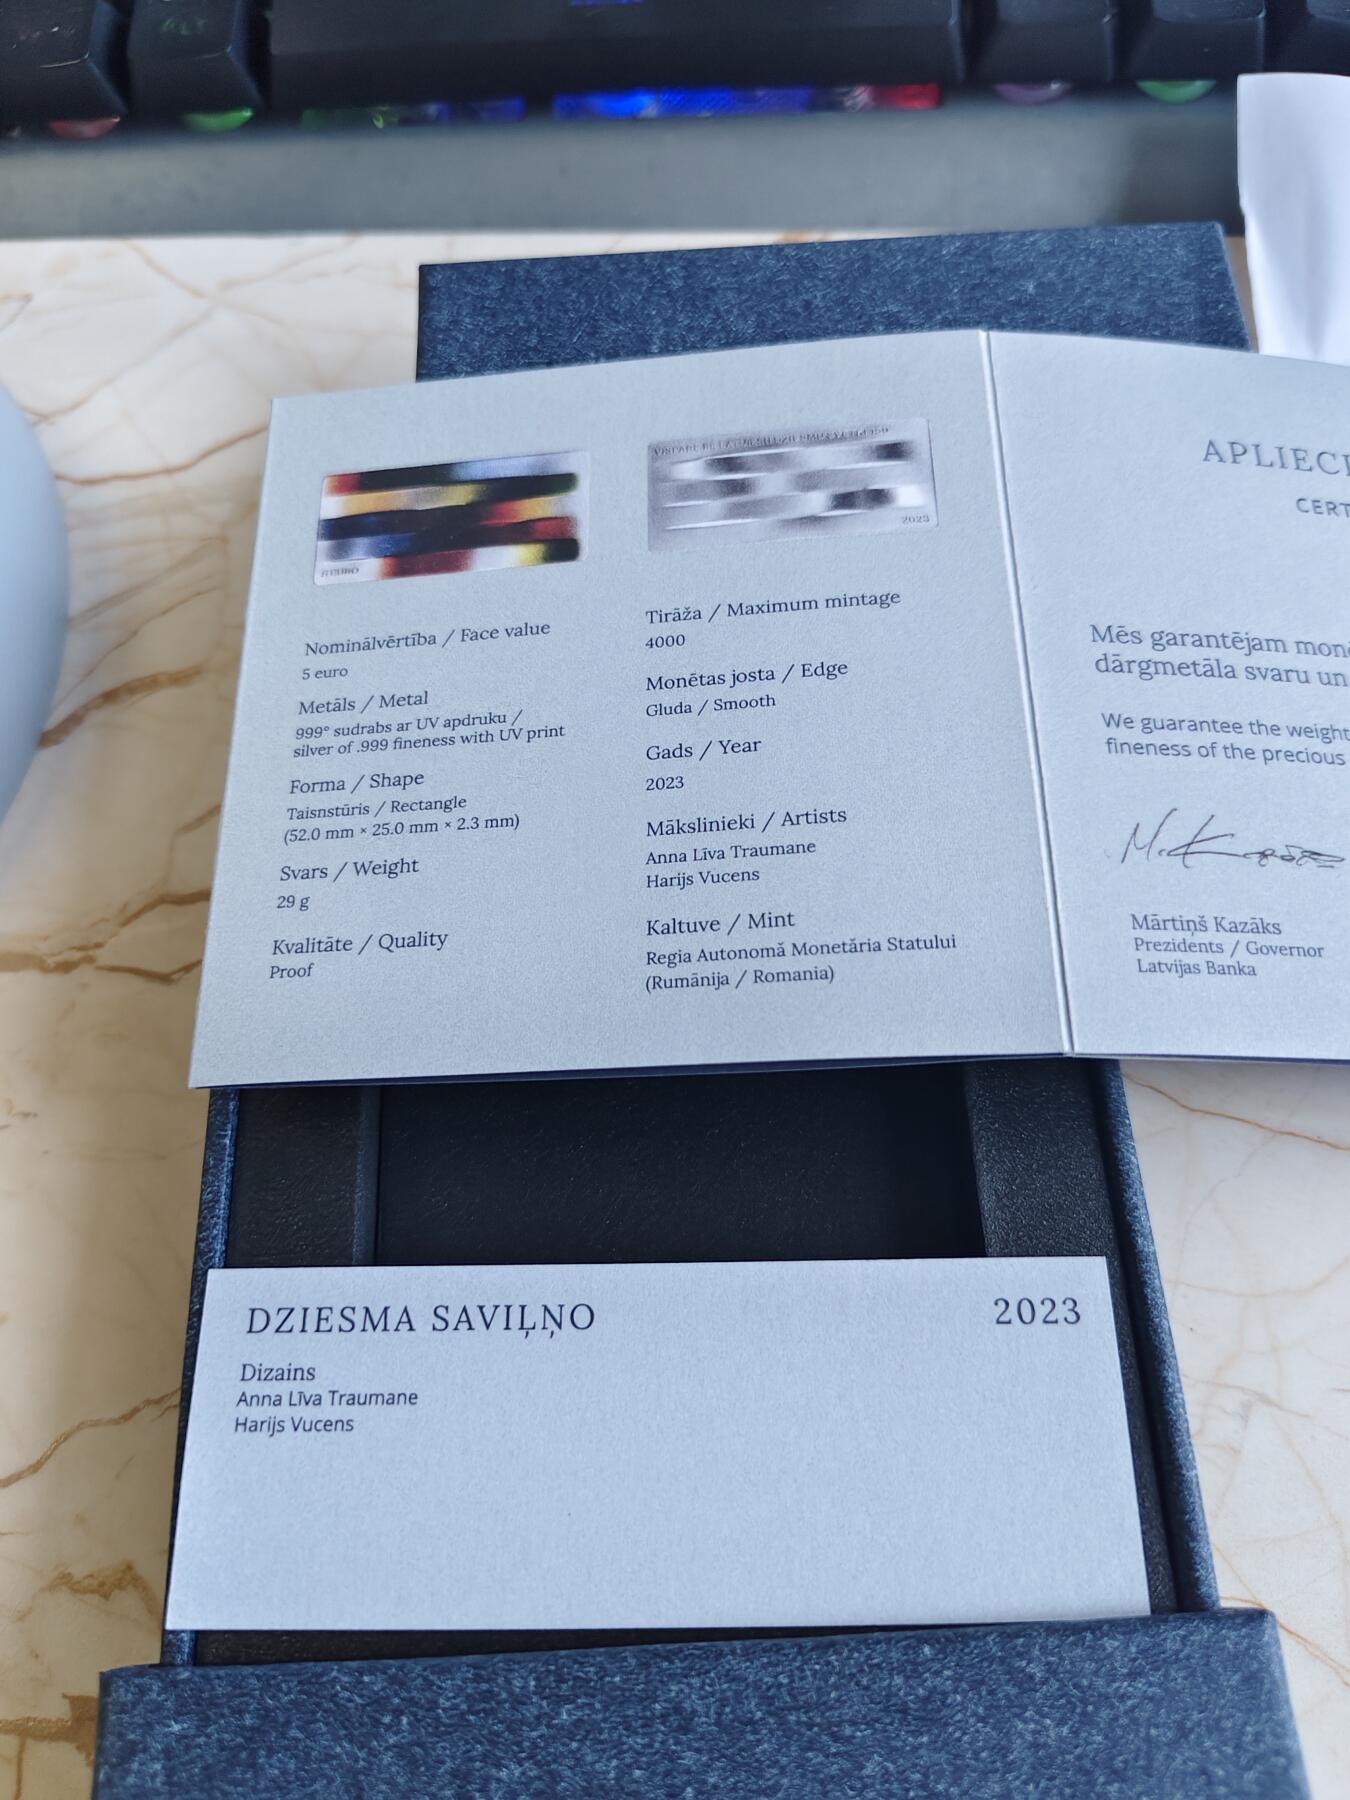 5 EURO
2023
Nominālvērtība / Face value
5 euro
Metāls / Metal
999° sudrabs ar UV apdruku /
silver of .999 fineness with UV print
Forma / Shape
Taisnstūris / Rectangle
(52.0 mm × 25.0 mm × 2.3 mm)
Svars / Weight
29 g
Kvalitāte / Quality
Proof
Tirāža / Maximum mintage
4000
Monētas josta / Edge
Gluda / Smooth
Gads / Year
2023
Mākslinieki / Artists
Anna Līva Traumane
Harijs Vucens
Kaltuve / Mint
Regia Autonomă Monetăria Statului
(Rumānija / Romania)
APLIECI
CERT
Mēs garantējam mon
dārgmetāla svaru un
We guarantee the weight
fineness of the precious
Mārtiņš Kazāks
Prezidents / Governor
Latvijas Banka
DZIESMA SAVIĻŅO
2023
Dizains
Anna Līva Traumane
Harijs Vucens